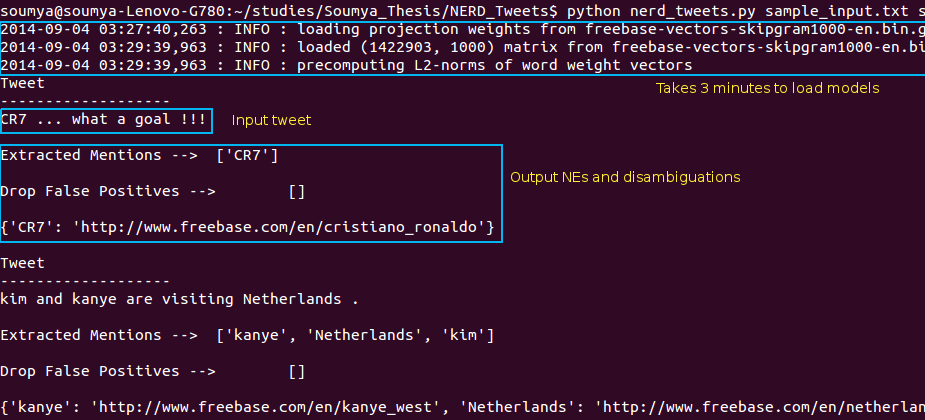 soumya@soumya-Lenovo-G780:~/studies/Soumya_Thesis/NERD_Tweets$ python nerd_tweets.py sample_input.txt s
2014-09-04 03:27:40,263 : INFO : loading projection weights from freebase-vectors-skipgram1000-en.bin.g
2014-09-04 03:29:39,963 : INFO : loaded (1422903, 1000) matrix from freebase-vectors-skipgram1000-en.bi
2014-09-04 03:29:39,963 : INFO : precomputing L2-norms of word weight vectors
Tweet
Takes 3 minutes to load models
-------------------
CR7 ... what a goal !!!
Input tweet
Extracted Mentions -->  ['CR7']
Output NEs and disambiguations
Drop False Positives -->        []
{'CR7': 'http://www.freebase.com/en/cristiano_ronaldo'}
Tweet
-------------------
kim and kanye are visiting Netherlands .
Extracted Mentions -->  ['kanye', 'Netherlands', 'kim']
Drop False Positives -->        []
{'kanye': 'http://www.freebase.com/en/kanye_west', 'Netherlands': 'http://www.freebase.com/en/netherlan